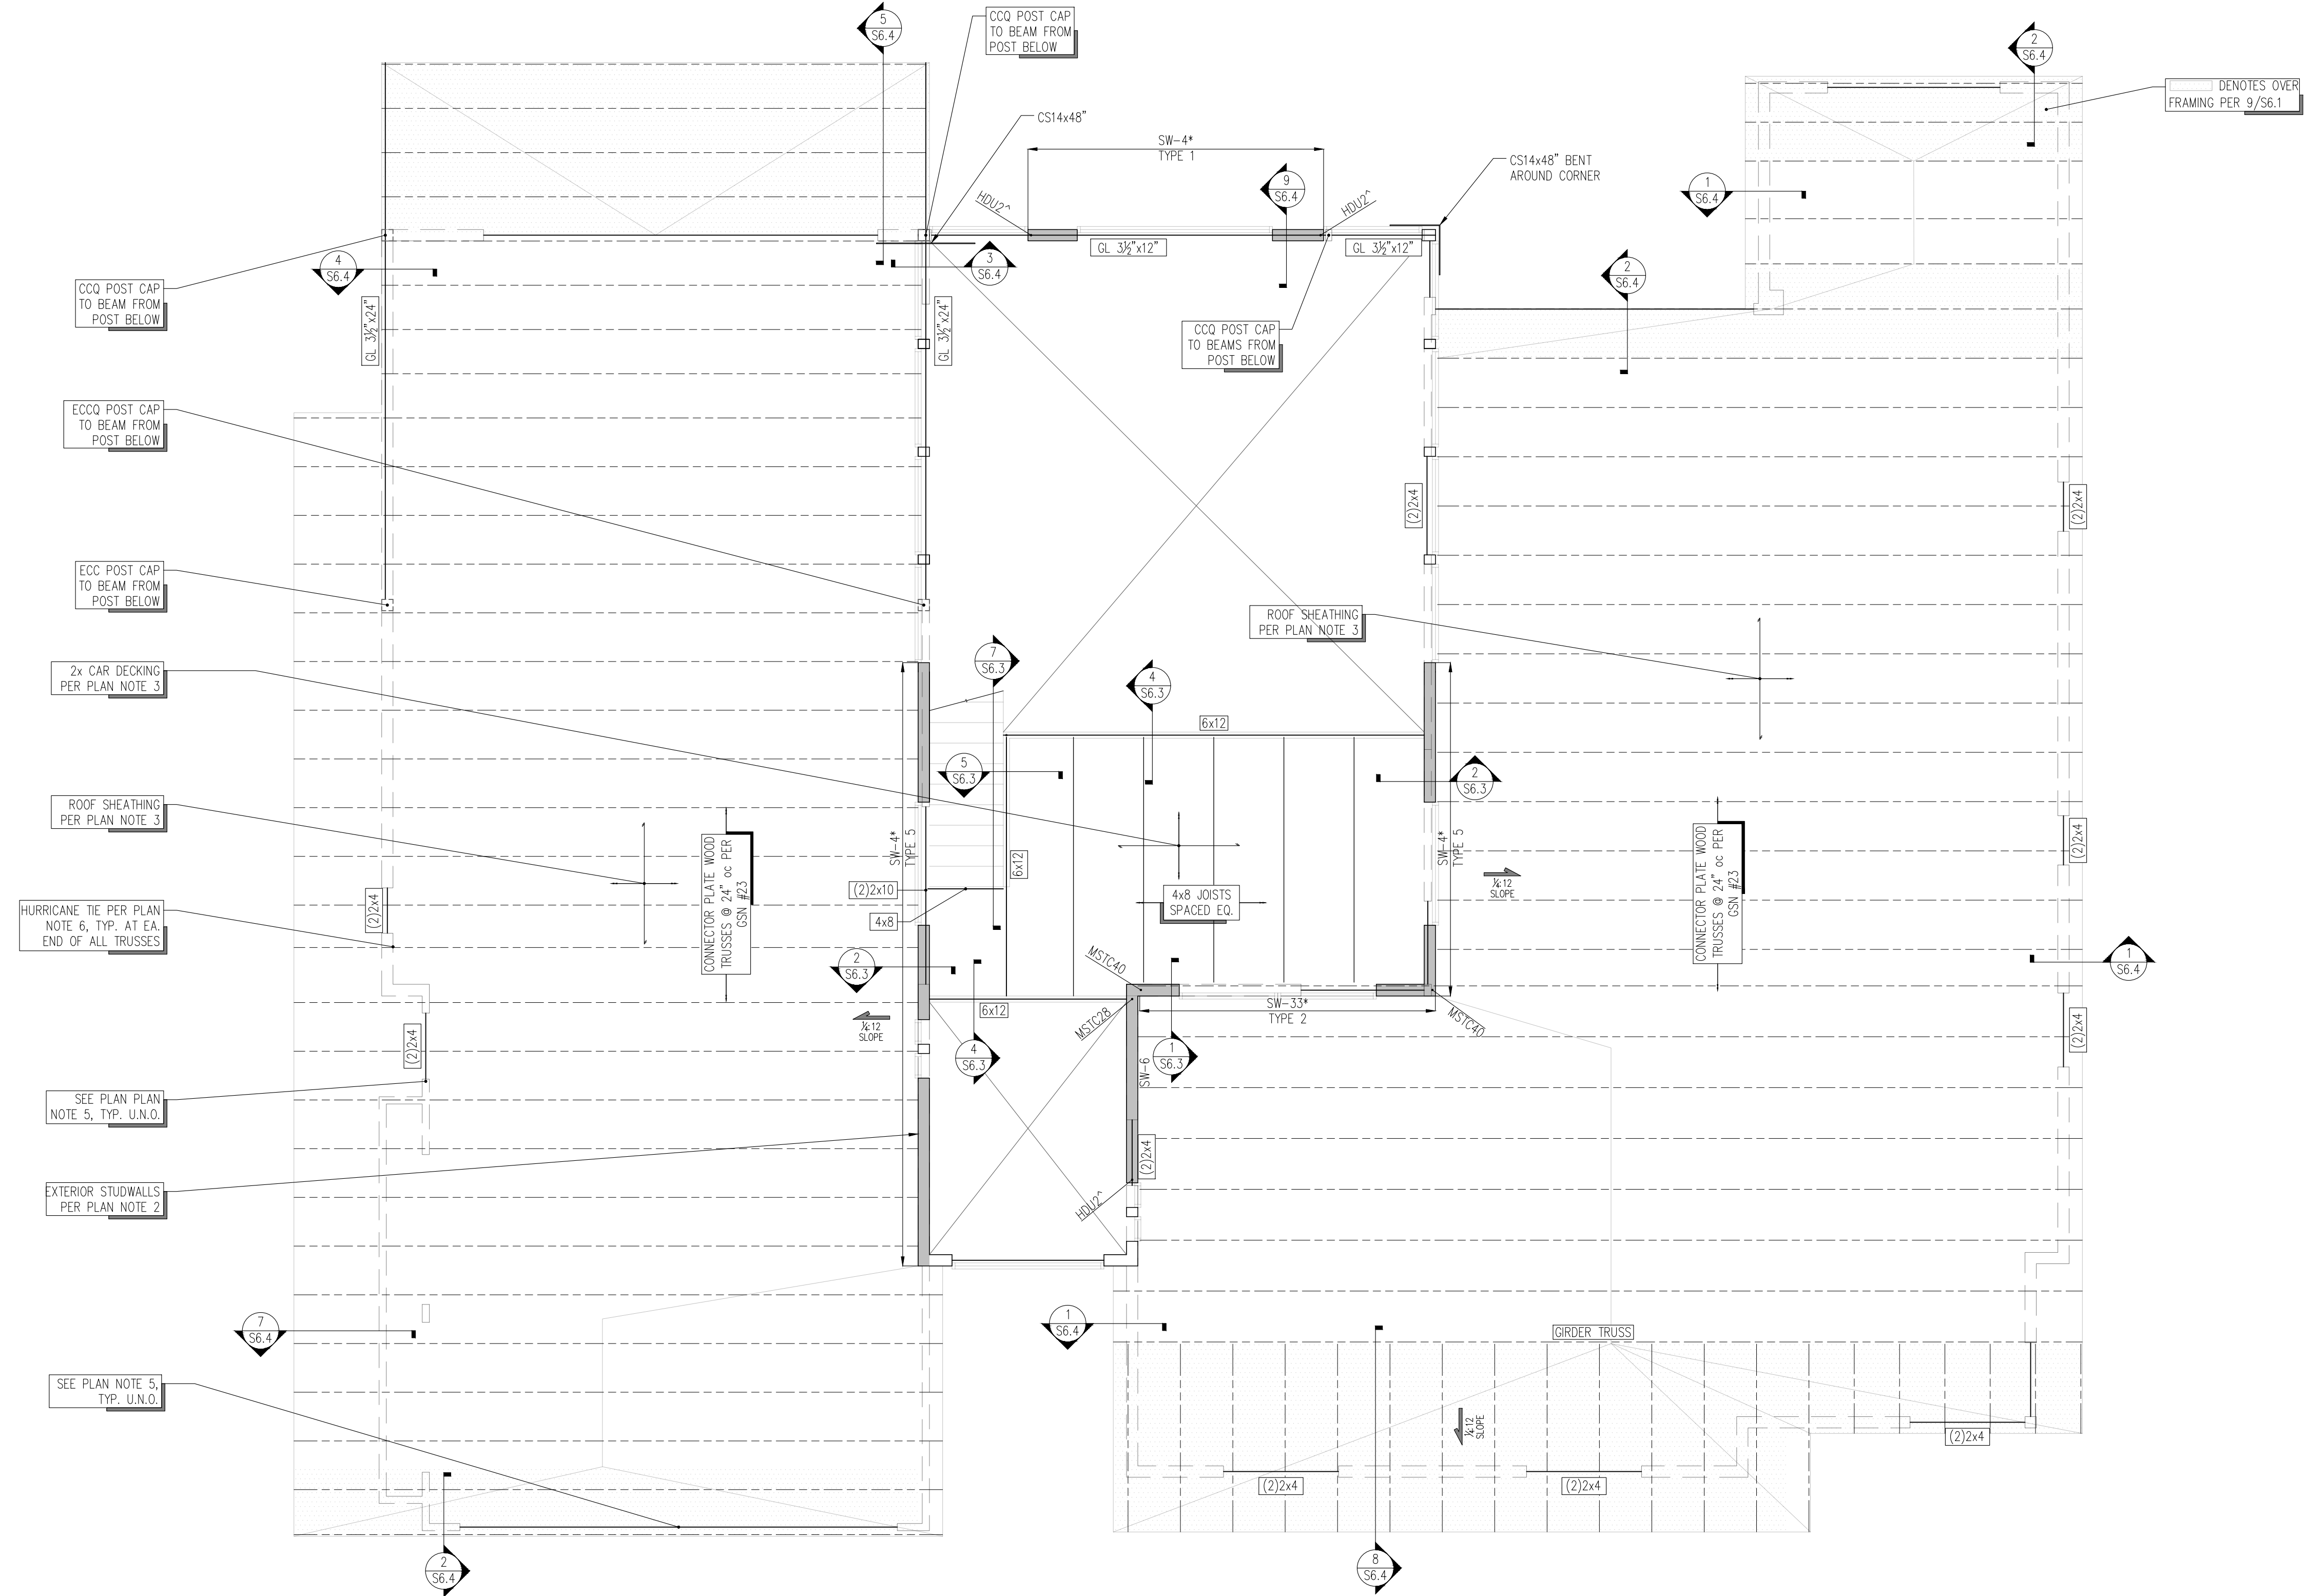 5
S6.4
CCQ POST CAP
TO BEAM FROM
POST BELOW
2
S6.4
DENOTES OVER
FRAMING PER 9/S6.1
CS14x48"
SW-4*
TYPE 1
CS14x48" BENT
AROUND CORNER
9
S6.4
1
S6.4
HDU2^
HDU2^
GL 3½"x12"
GL 3½"x12"
4
S6.4
3
S6.4
2
S6.4
CCQ POST CAP
TO BEAM FROM
POST BELOW
GL 3½"x24"
GL 3½"x24"
CCQ POST CAP
TO BEAMS FROM
POST BELOW
ECCQ POST CAP
TO BEAM FROM
POST BELOW
(2)2x4
(2)2x4
ECC POST CAP
TO BEAM FROM
POST BELOW
ROOF SHEATHING
PER PLAN NOTE 3
7
S6.3
4
S6.3
2x CAR DECKING
PER PLAN NOTE 3
6x12
5
S6.3
2
S6.3
ROOF SHEATHING
PER PLAN NOTE 3
CONNECTOR PLATE WOOD
TRUSSES @ 24" oc PER
GSN #23
SW-4*
TYPE 5
6x12
SW-4*
TYPE 5
CONNECTOR PLATE WOOD
TRUSSES @ 24" oc PER
GSN #23
(2)2x4
¼:12
SLOPE
(2)2x10
4x8
4x8 JOISTS
SPACED EQ.
HURRICANE TIE PER PLAN
NOTE 6, TYP. AT EA.
END OF ALL TRUSSES
(2)2x4
2
S6.3
MSTC40
1
S6.4
6x12
SW-33*
TYPE 2
MSTC28
MSTC40
¼:12
SLOPE
(2)2x4
4
S6.3
1
S6.3
(2)2x4
SW-6
SEE PLAN PLAN
NOTE 5, TYP. U.N.O.
(2)2x4
HDU2^
EXTERIOR STUDWALLS
PER PLAN NOTE 2
7
S6.4
1
S6.4
GIRDER TRUSS
SEE PLAN NOTE 5,
TYP. U.N.O.
¼:12
SLOPE
(2)2x4
(2)2x4
(2)2x4
2
S6.4
8
S6.4